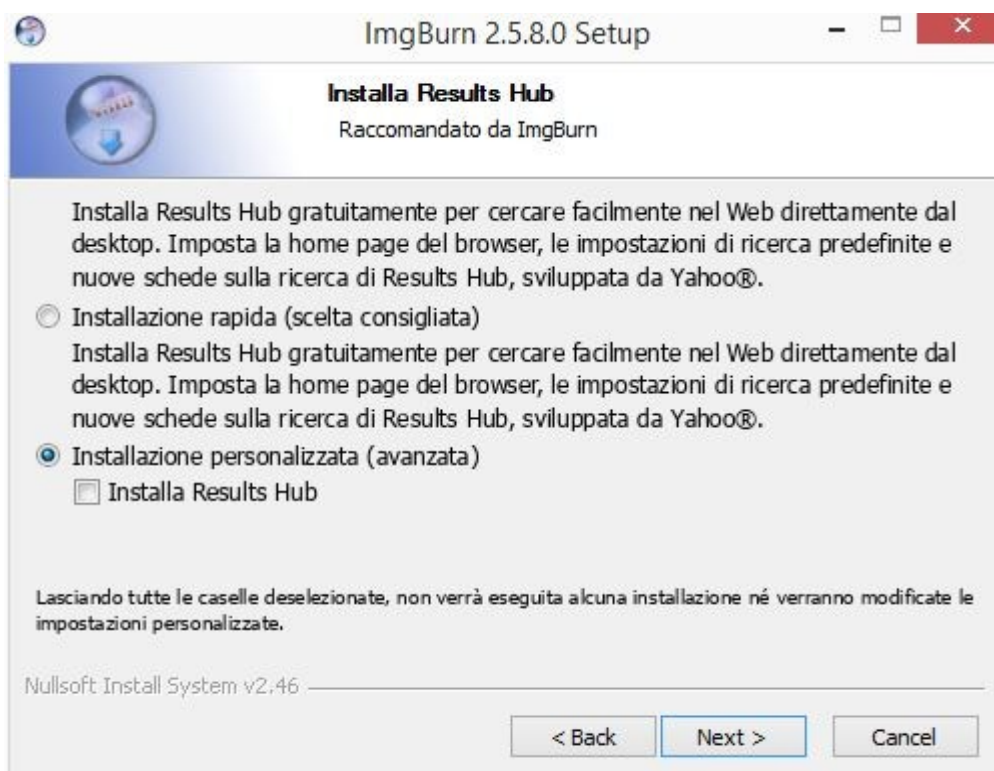 ImgBurn 2.5.8.0 Setup
Installa Results Hub
Raccomandato da ImgBurn
Installa Results Hub gratuitamente per cercare facilmente nel Web direttamente dal
desktop. Imposta la home page del browser, le impostazioni di ricerca predefinite e
nuove schede sulla ricerca di Results Hub, sviluppata da Yahoo®.
Installazione rapida (scelta consigliata)
Installa Results Hub gratuitamente per cercare facilmente nel Web direttamente dal
desktop. Imposta la home page del browser, le impostazioni di ricerca predefinite e
nuove schede sulla ricerca di Results Hub, sviluppata da Yahoo®.
Installazione personalizzata (avanzata)
Installa Results Hub
Lasciando tutte le caselle deselezionate, non verrà eseguita alcuna installazione né verranno modificate le
impostazioni personalizzate.
Nullsoft Install System v2.46
< Back Next > Cancel